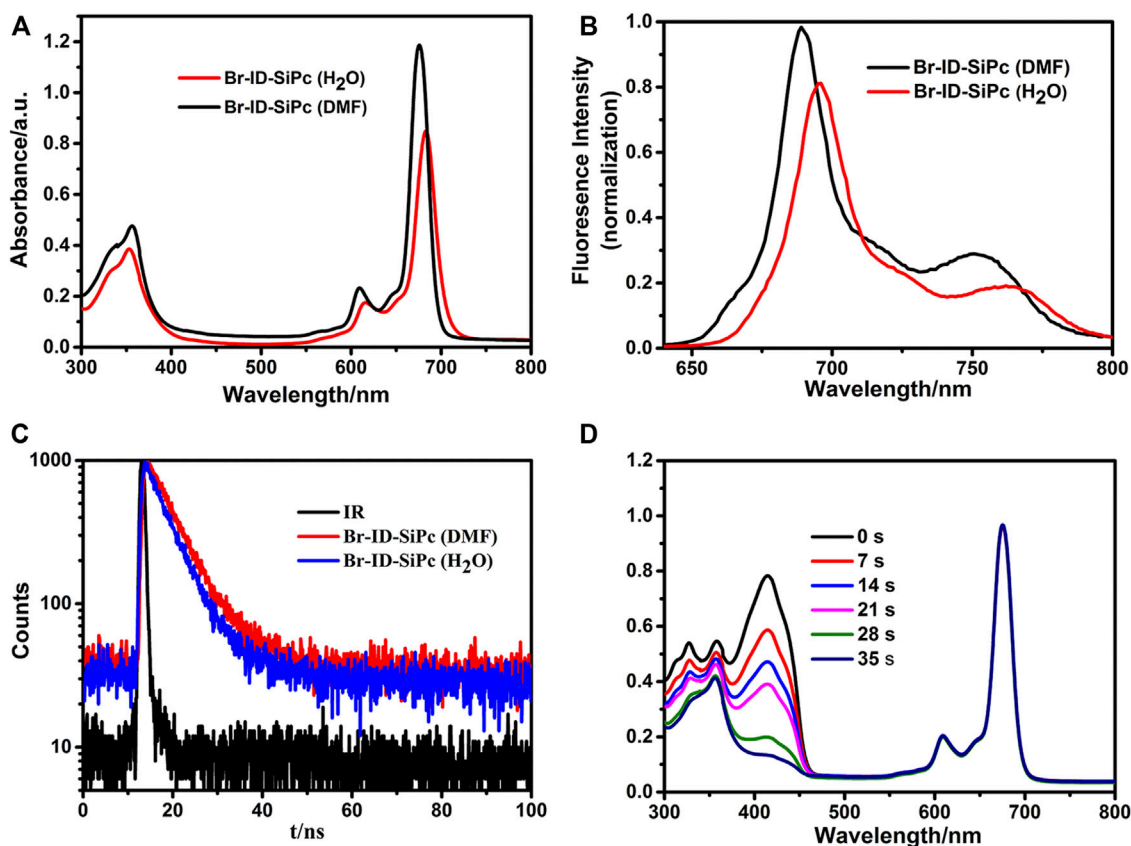 A
Absorbance/a.u.
1.2
1.0
0.8
0.6
0.4
0.2
0.0
Br-ID-SiPc (H2O)
Br-ID-SiPc (DMF)
300 400 500 600 700 800
Wavelength/nm
B
Fluoresence Intensity
(normalization)
1.0
0.8
0.6
0.4
0.2
0.0
Br-ID-SiPc (DMF)
Br-ID-SiPc (H2O)
650 700 750 800
Wavelength/nm
C
Counts
1000
100
10
IR
Br-ID-SiPc (DMF)
Br-ID-SiPc (H2O)
0 20 40 60 80 100
t/ns
D
1.2
1.0
0.8
0.6
0.4
0.2
0.0
0 s
7 s
14 s
21 s
28 s
35 s
300 400 500 600 700 800
Wavelength/nm